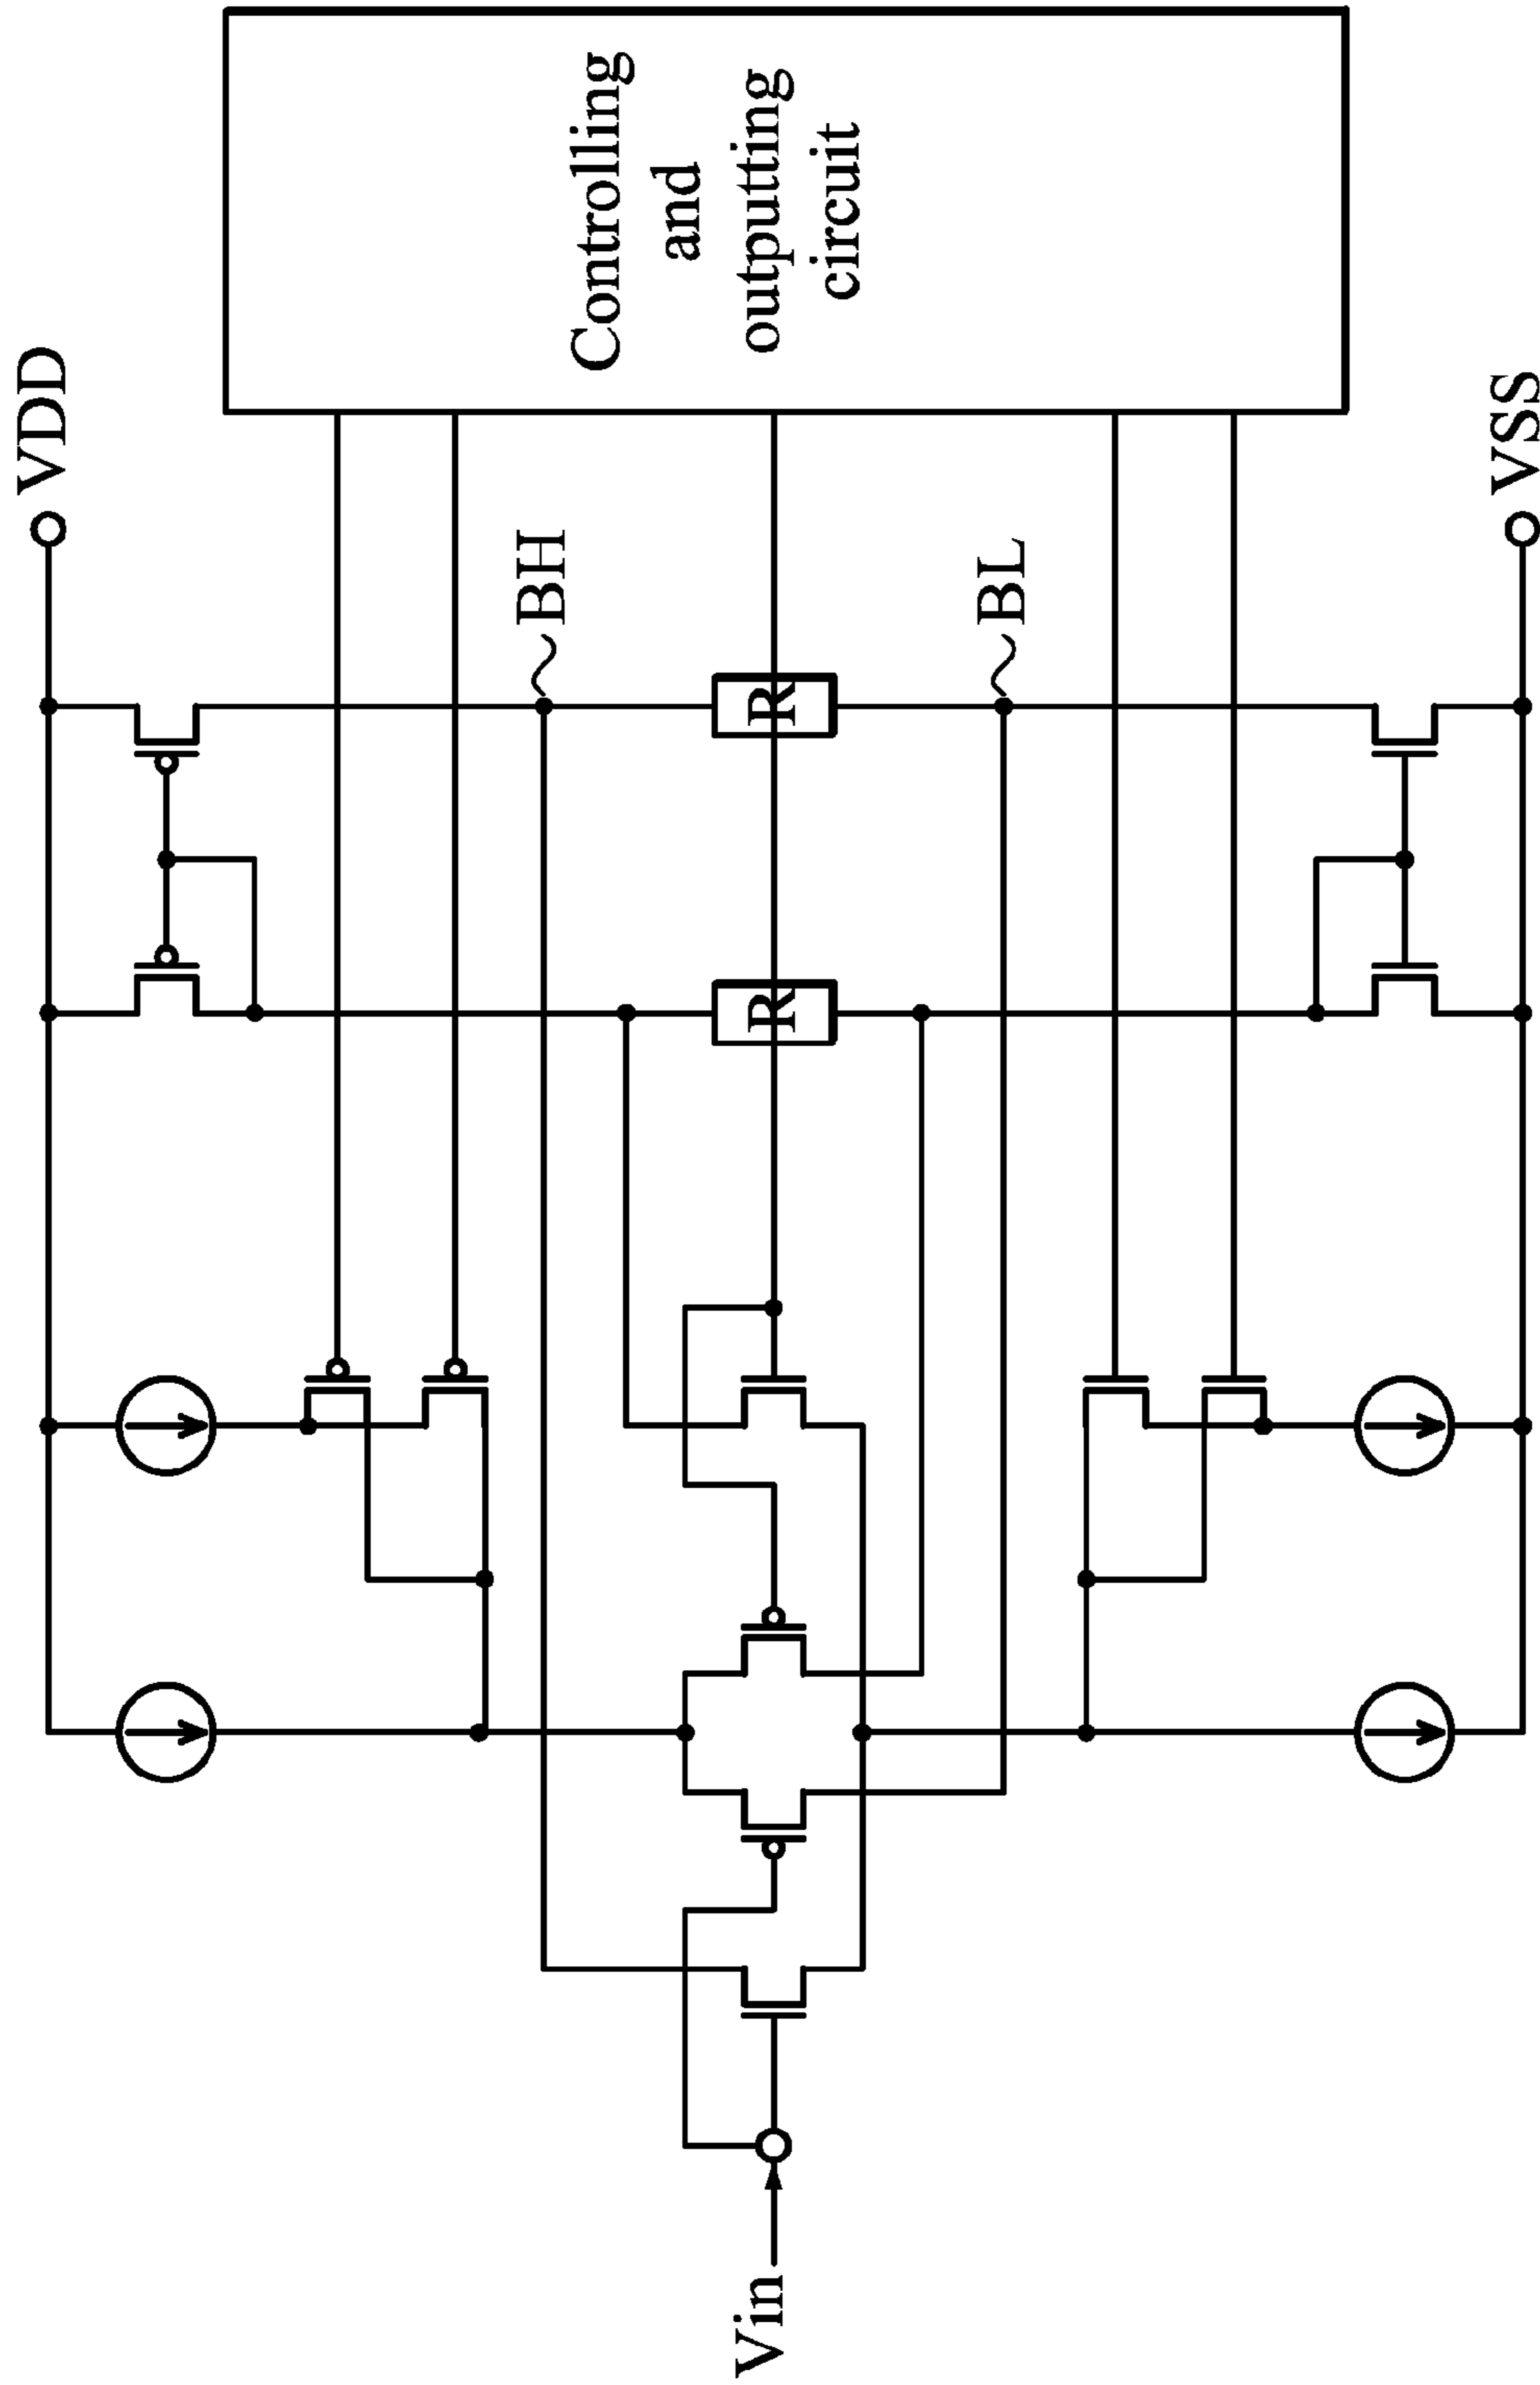 VDD
Controlling
and
outputting
circuit
BH
R
R
BL
Vin
VSS